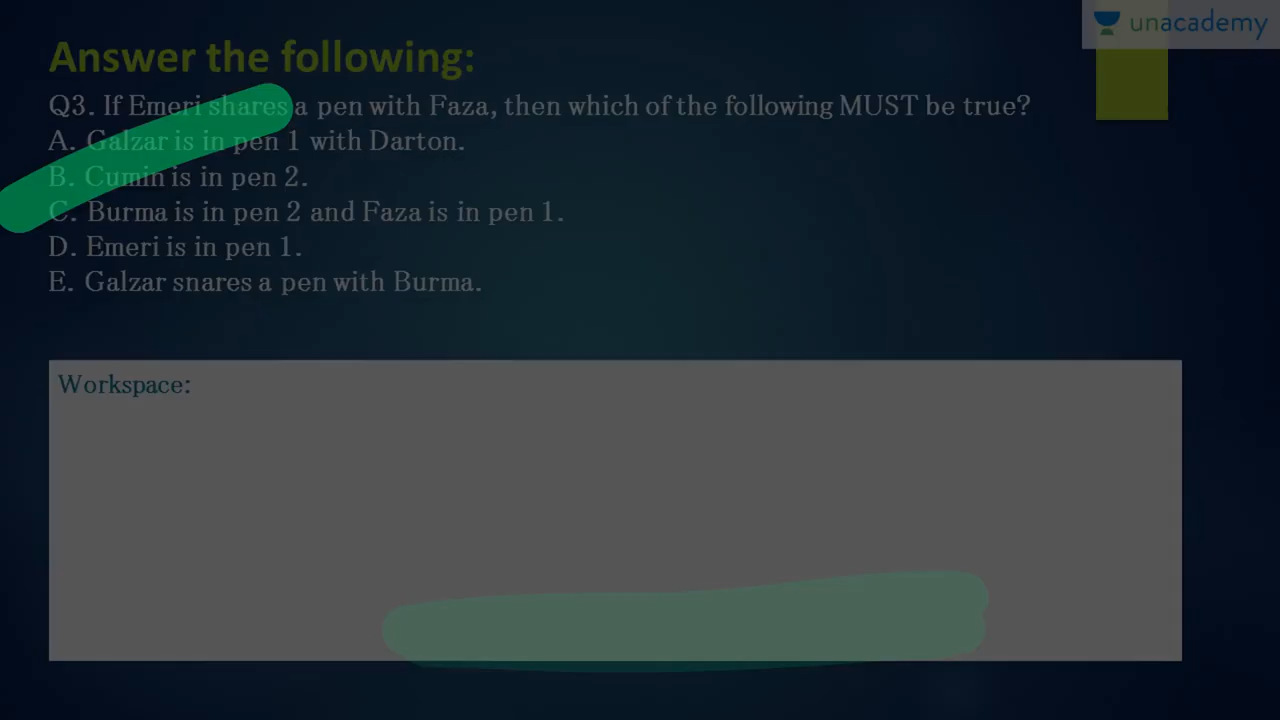 unacademy
Answer the following:
Q3. If Emeri shares a pen with Faza, then which of the following MUST be true?
A. Galzar is in pen 1 with Darton.
B. Cumin is in pen 2.
C. Burma is in pen 2 and Faza is in pen 1.
D. Emeri is in pen 1.
E. Galzar snares a pen with Burma.
Workspace: